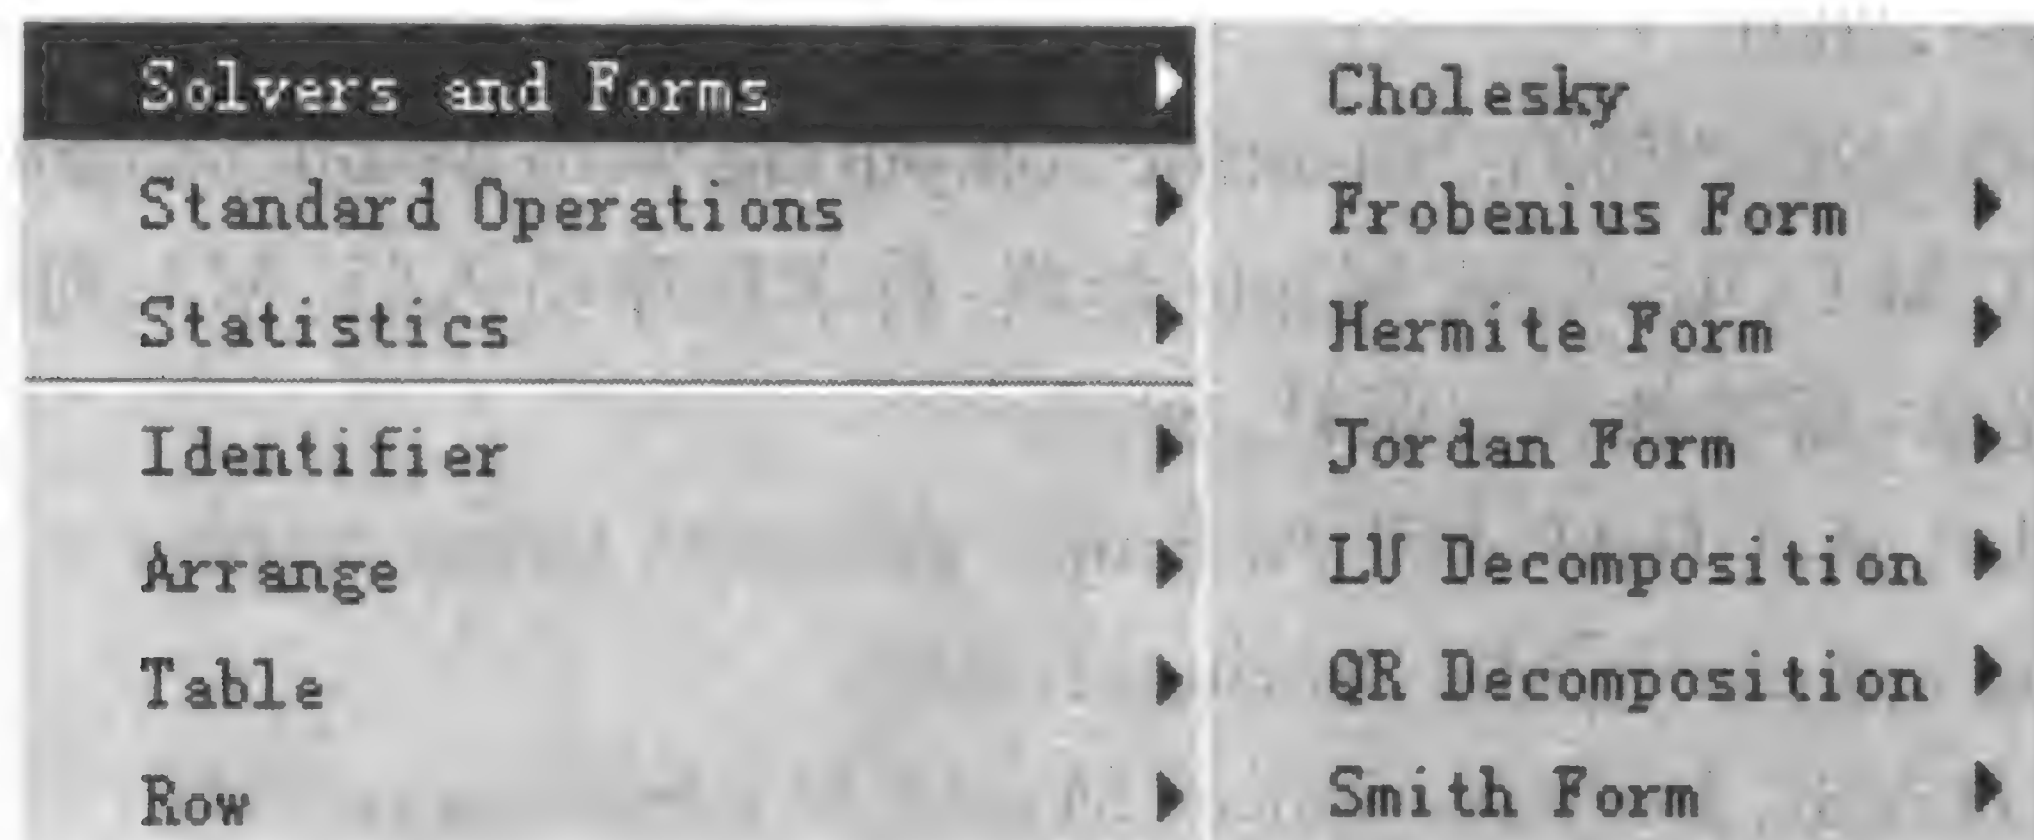 Solvers and Forms
Standard Operations
Statistics
Identifier
Arrange
Table
Row
Cholesky
Frobenius Form
Hermite Form
Jordan Form
LU Decomposition
QR Decomposition
Smith Form